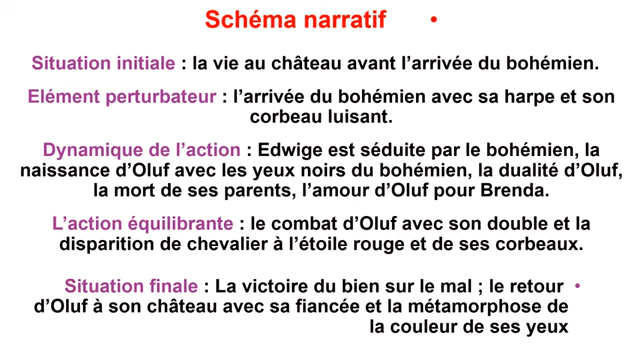 Schéma narratif •
Situation initiale : la vie au château avant l’arrivée du bohémien.
Elément perturbateur : l’arrivée du bohémien avec sa harpe et son
corbeau luisant.
Dynamique de l’action : Edwige est séduite par le bohémien, la
naissance d’Oluf avec les yeux noirs du bohémien, la dualité d’Oluf,
la mort de ses parents, l’amour d’Oluf pour Brenda.
L’action équilibrante : le combat d’Oluf avec son double et la
disparition de chevalier à l’étoile rouge et de ses corbeaux.
Situation finale : La victoire du bien sur le mal ; le retour •
d’Oluf à son château avec sa fiancée et la métamorphose de
la couleur de ses yeux